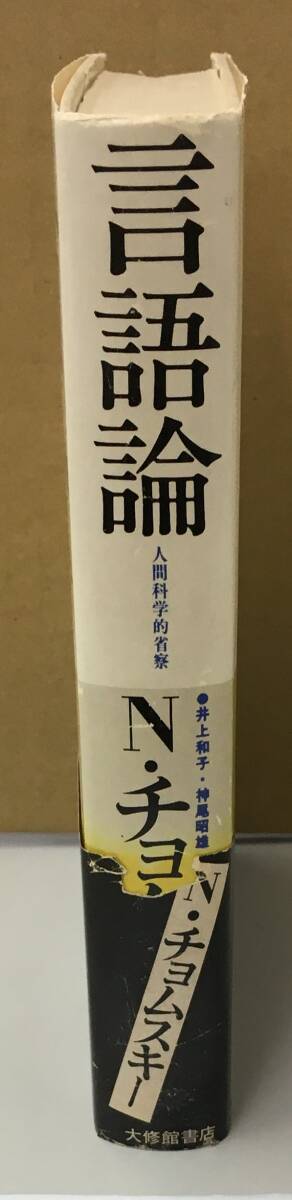 言語論
人間科学的省察
●井上和子・神尾昭雄
N・チョ
N・チョムスキー
大修館書店